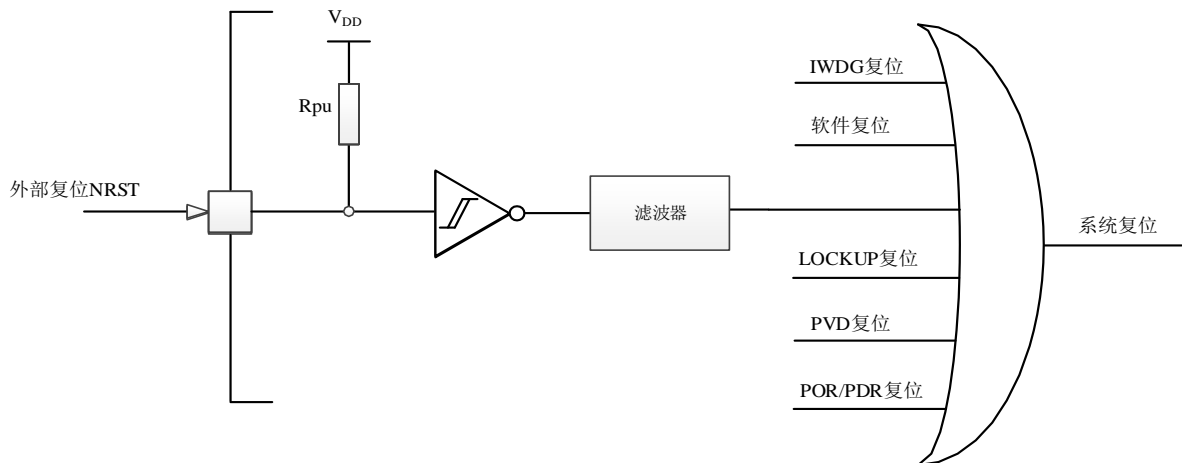 V_DD
Rpu
外部复位NRST
滤波器
IWDG复位
软件复位
LOCKUP复位
PVD复位
POR/PDR复位
系统复位